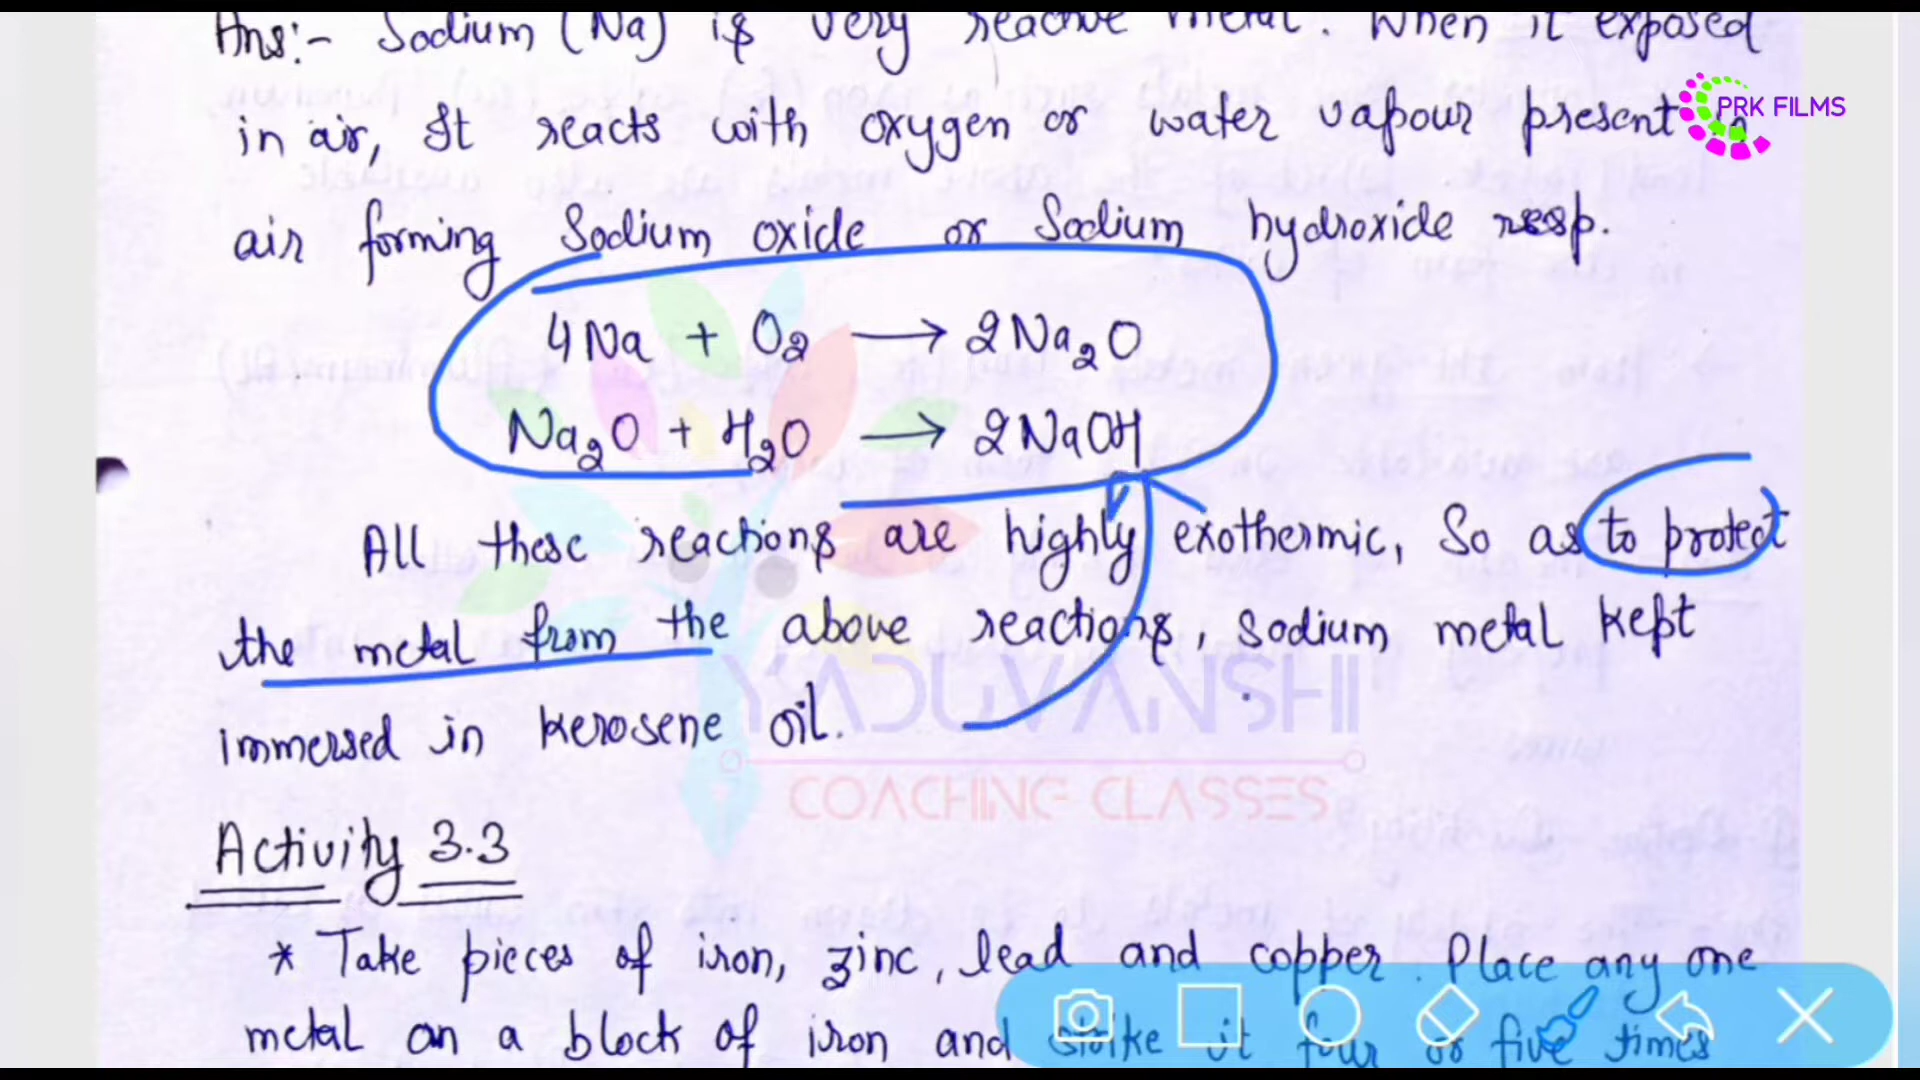 Ans:- Sodium (Na) is very reactive metal. When it exposed
in air, It reacts with oxygen or water vapour present in
air forming Sodium oxide or Sodium hydroxide resp.
4Na + O₂ → 2Na₂O
Na₂O + H₂O → 2NaOH
All these reactions are highly exothermic, So as to protect
the metal from the above reactions, sodium metal kept
immersed in kerosene oil.
Activity 3.3
* Take pieces of iron, zinc, lead and copper. Place any one
metal on a block of iron and strike it four or five times
PRK FILMS
YADUVANSHI
COACHING CLASSES